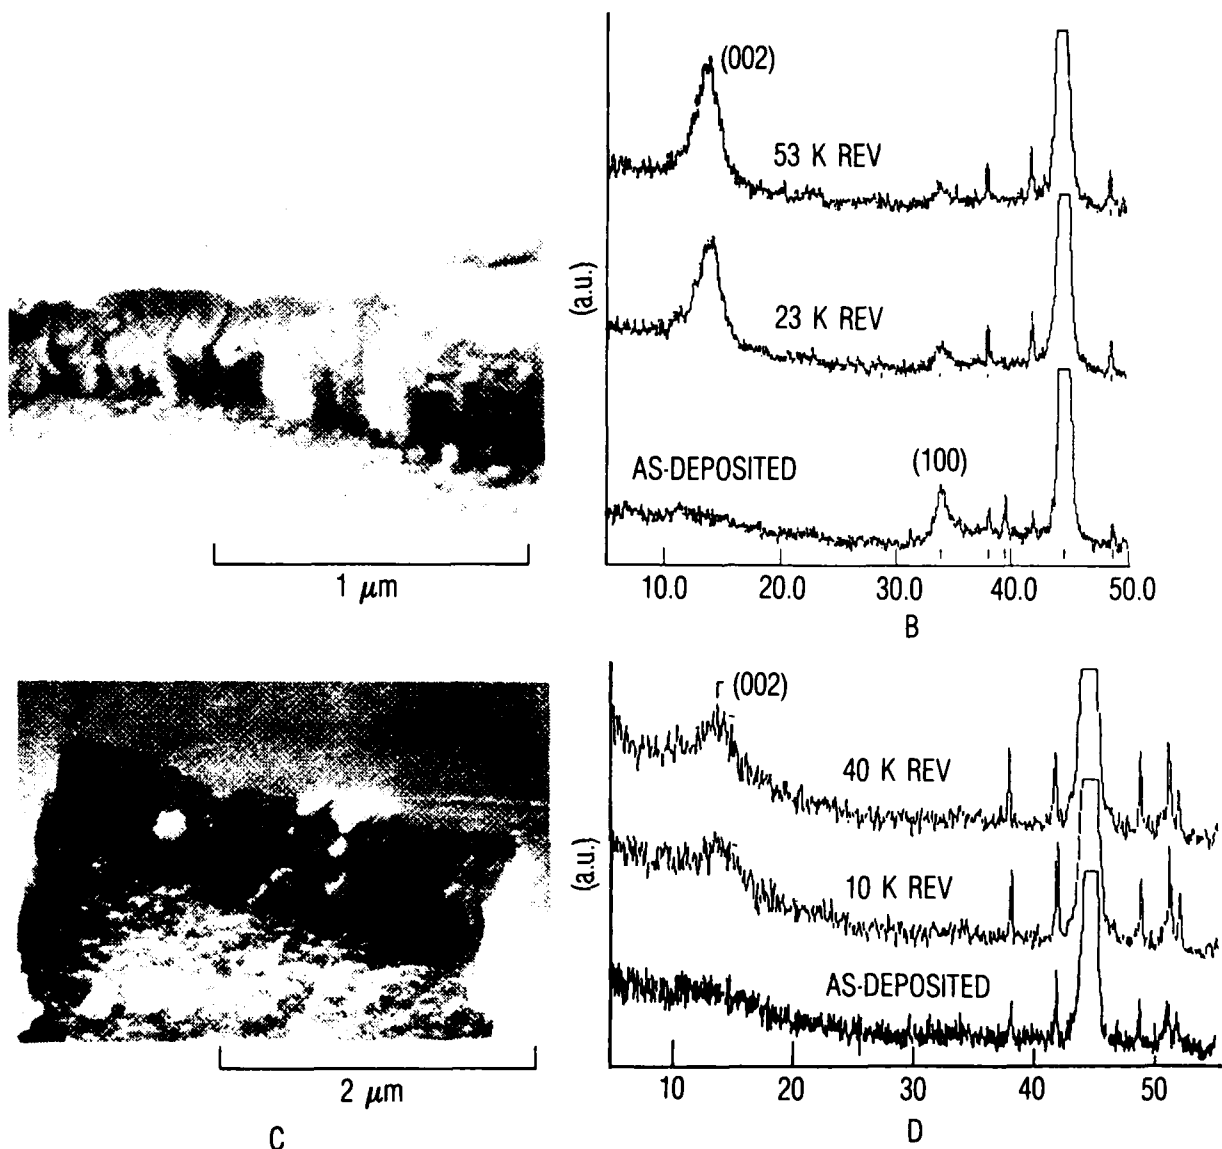 (002)
53 K REV
23 K REV
AS-DEPOSITED
(100)
(a.u.)
10.0 20.0 30.0 40.0 50.0
B
1 μm
(002)
40 K REV
10 K REV
AS-DEPOSITED
(a.u.)
10 20 30 40 50
D
2 μm
C